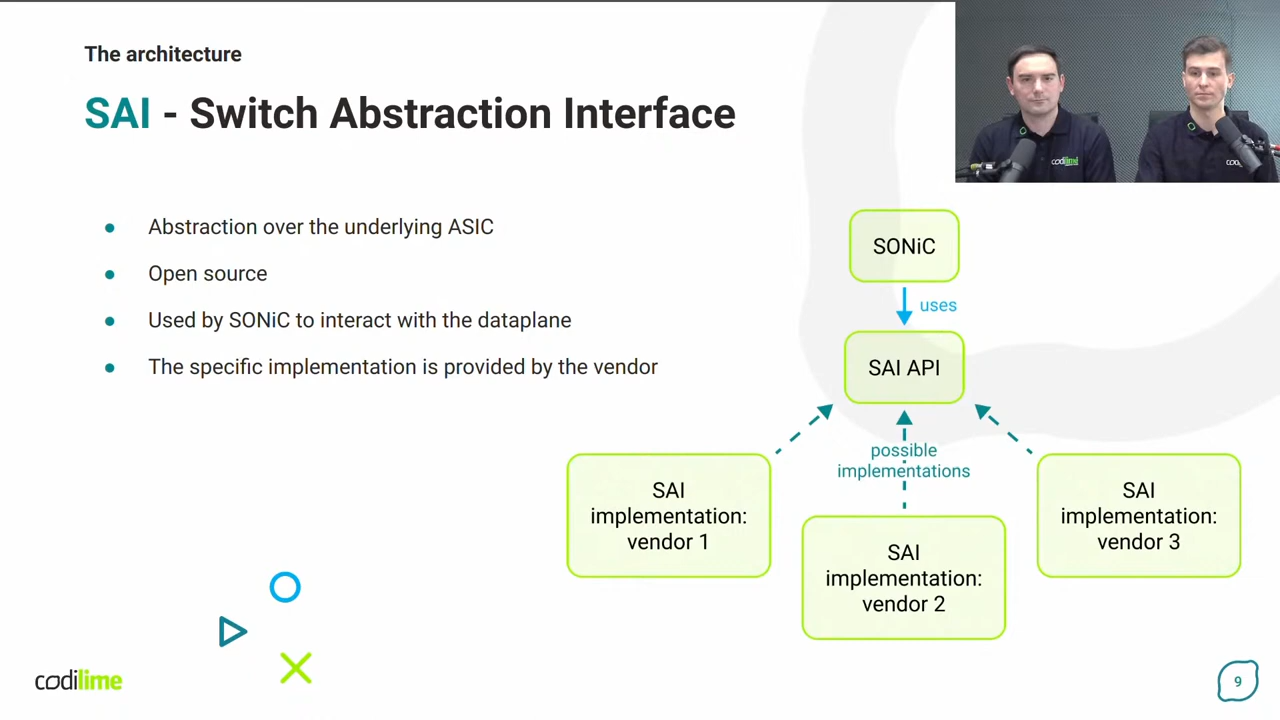 The architecture
SAI - Switch Abstraction Interface
Abstraction over the underlying ASIC
Open source
Used by SONiC to interact with the dataplane
The specific implementation is provided by the vendor
SONiC
uses
SAI API
possible
implementations
SAI
implementation:
vendor 1
SAI
implementation:
vendor 2
SAI
implementation:
vendor 3
codilime
9
codilime